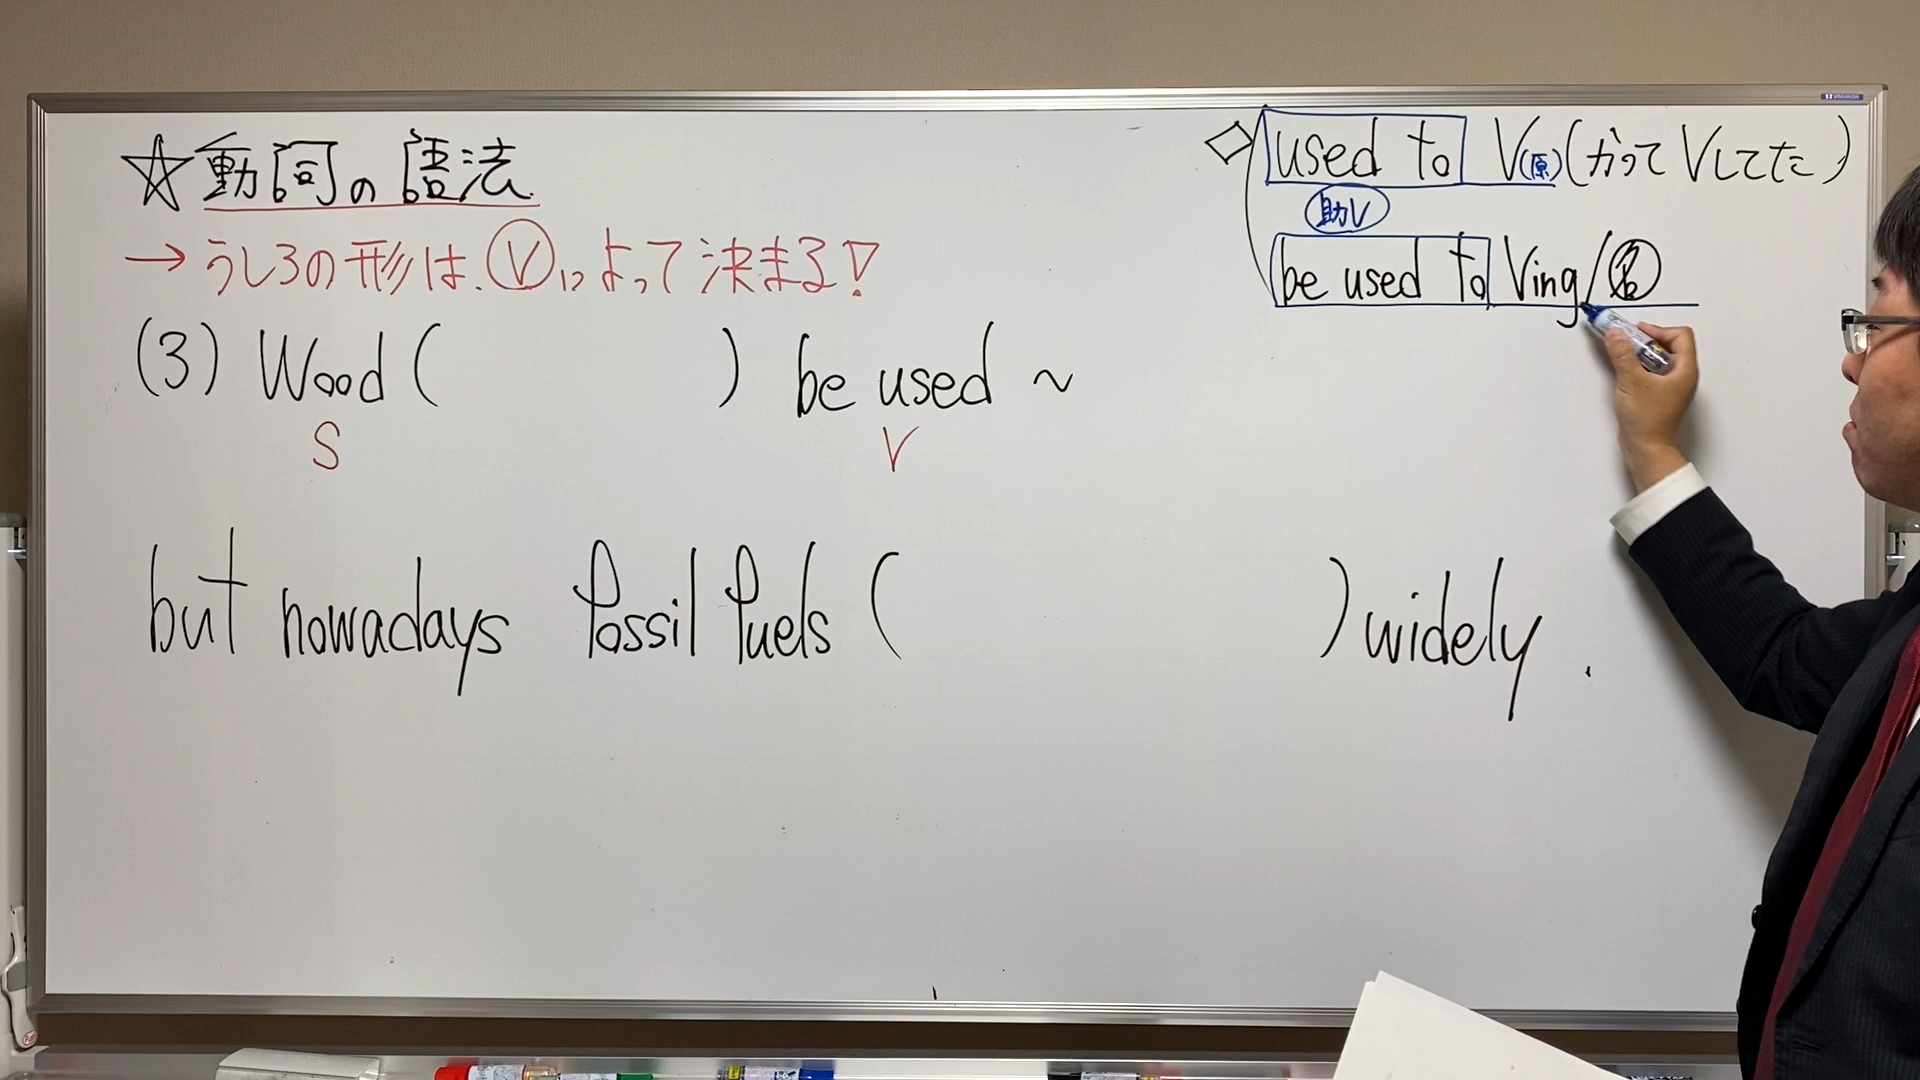 ☆動詞の語法
→うしろの形は、Ⓥによって決まる!
(3) Wood ( ) be used ~
S V
but nowadays fossil fuels ( ) widely.
◇ used to V(原)(かつてVしてた)
助V
be used to Ving/名